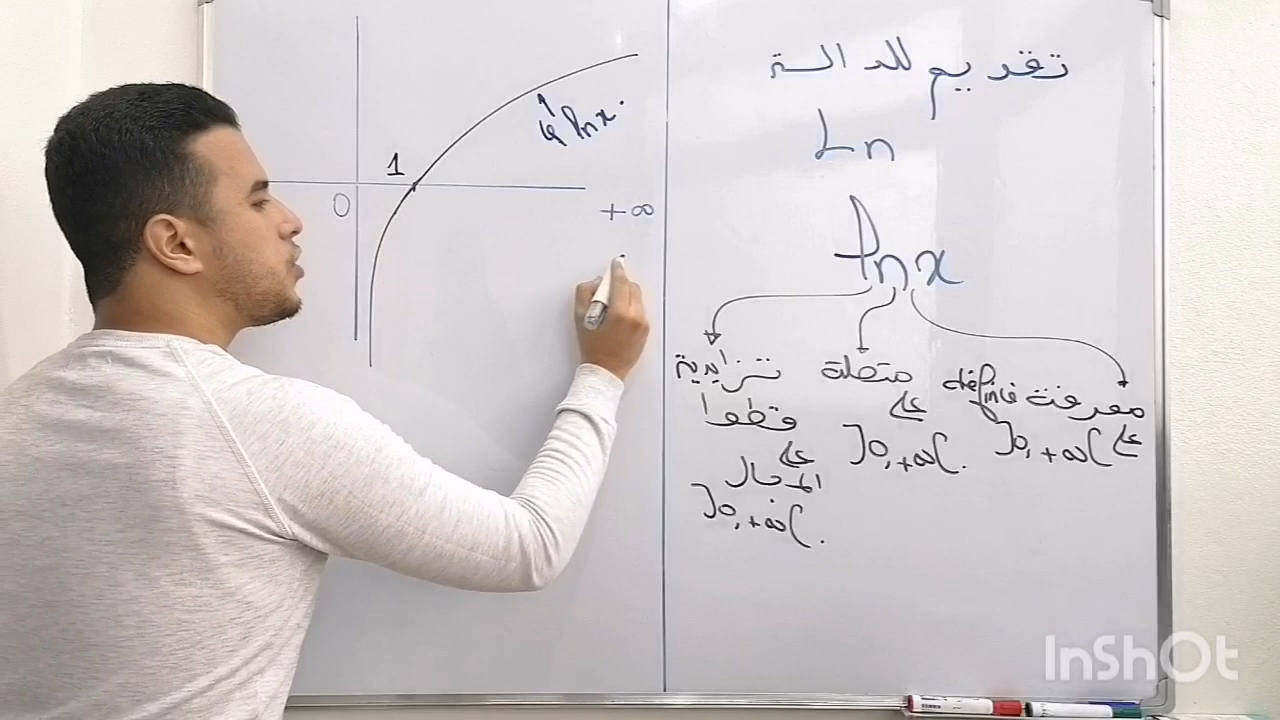 تقديم للدالة
Ln
ln x
معرفة définie
على
]0,+∞[
متصلة
على
]0,+∞[.
تزايدية
قطعا
على
المجال
]0,+∞[.
1
ln x.
0
+∞
InShOt